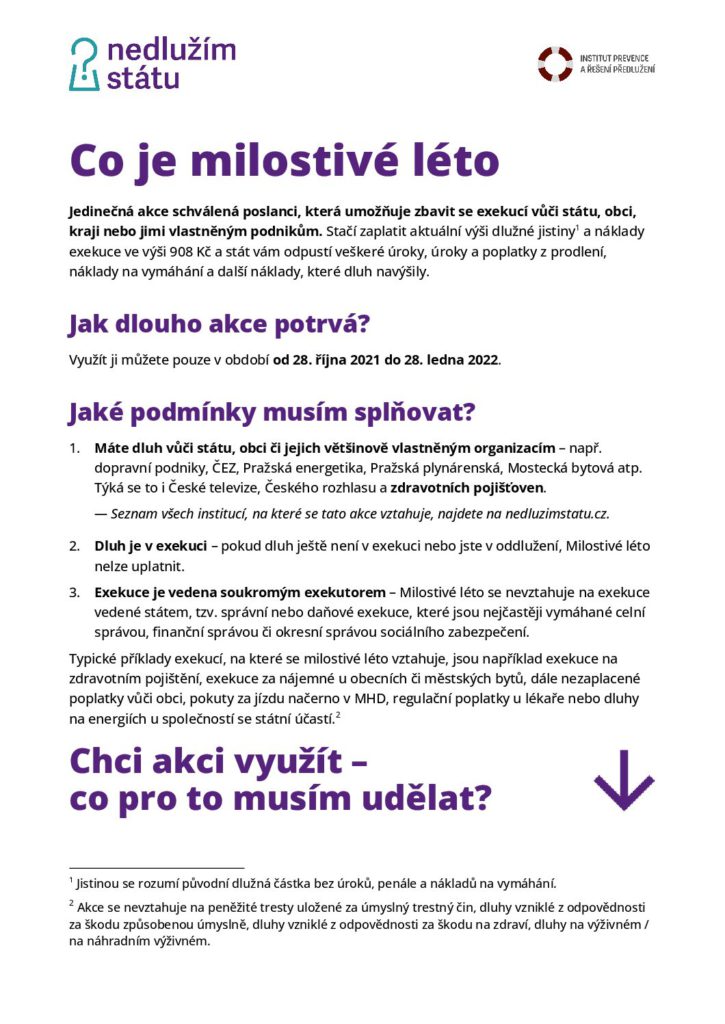 nedlužím
státu
INSTITUT PREVENCE
A ŘEŠENÍ PŘEDLUŽENÍ
Co je milostivé léto
Jedinečná akce schválená poslanci, která umožňuje zbavit se exekucí vůči státu, obci,
kraji nebo jimi vlastněným podnikům. Stačí zaplatit aktuální výši dlužné jistiny¹ a náklady
exekuce ve výši 908 Kč a stát vám odpustí veškeré úroky, úroky a poplatky z prodlení,
náklady na vymáhání a další náklady, které dluh navýšily.
Jak dlouho akce potrvá?
Využít ji můžete pouze v období od 28. října 2021 do 28. ledna 2022.
Jaké podmínky musím splňovat?
1. Máte dluh vůči státu, obci či jejich většinově vlastněným organizacím – např.
dopravní podniky, ČEZ, Pražská energetika, Pražská plynárenská, Mostecká bytová atp.
Týká se to i České televize, Českého rozhlasu a zdravotních pojišťoven.
— Seznam všech institucí, na které se tato akce vztahuje, najdete na nedluzimstatu.cz.
2. Dluh je v exekuci – pokud dluh ještě není v exekuci nebo jste v oddlužení, Milostivé léto
nelze uplatnit.
3. Exekuce je vedena soukromým exekutorem – Milostivé léto se nevztahuje na exekuce
vedené státem, tzv. správní nebo daňové exekuce, které jsou nejčastěji vymáhané celní
správou, finanční správou či okresní správou sociálního zabezpečení.
Typické příklady exekucí, na které se milostivé léto vztahuje, jsou například exekuce na
zdravotním pojištění, exekuce za nájemné u obecních či městských bytů, dále nezaplacené
poplatky vůči obci, pokuty za jízdu načerno v MHD, regulační poplatky u lékaře nebo dluhy
na energiích u společností se státní účastí.²
Chci akci využít –
co pro to musím udělat?
¹ Jistinou se rozumí původní dlužná částka bez úroků, penále a nákladů na vymáhání.
² Akce se nevztahuje na peněžité tresty uložené za úmyslný trestný čin, dluhy vzniklé z odpovědnosti
za škodu způsobenou úmyslně, dluhy vzniklé z odpovědnosti za škodu na zdraví, dluhy na výživném /
na náhradním výživném.